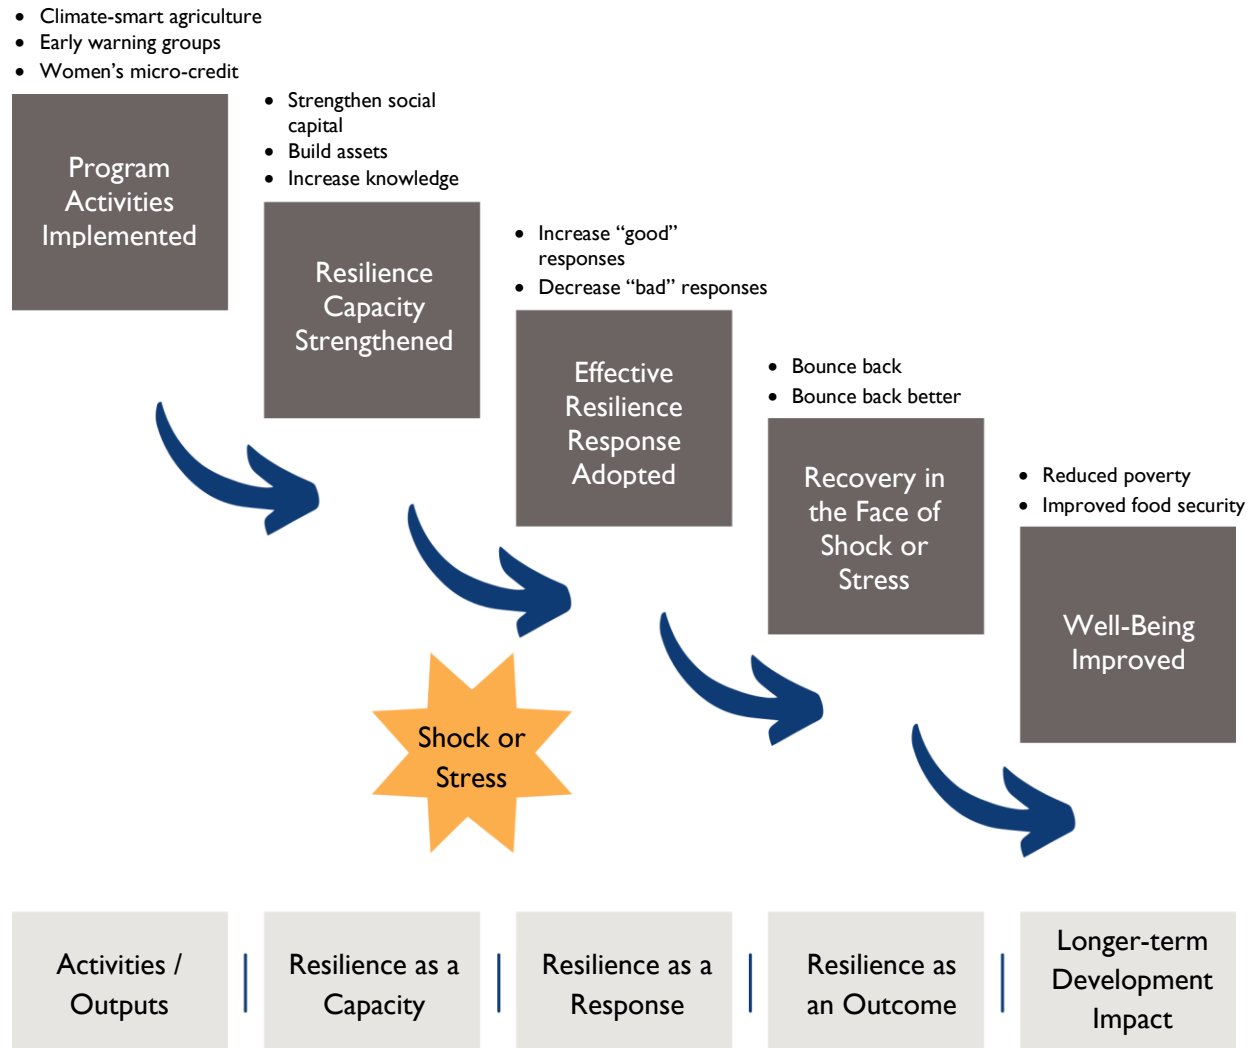 • Climate-smart agriculture
• Early warning groups
• Women’s micro-credit
Program
Activities
Implemented
• Strengthen social
capital
• Build assets
• Increase knowledge
Resilience
Capacity
Strengthened
• Increase “good”
responses
• Decrease “bad” responses
Effective
Resilience
Response
Adopted
• Bounce back
• Bounce back better
Recovery in
the Face of
Shock or
Stress
• Reduced poverty
• Improved food security
Well-Being
Improved
Shock or
Stress
Activities /
Outputs
Resilience as a
Capacity
Resilience as a
Response
Resilience as
an Outcome
Longer-term
Development
Impact